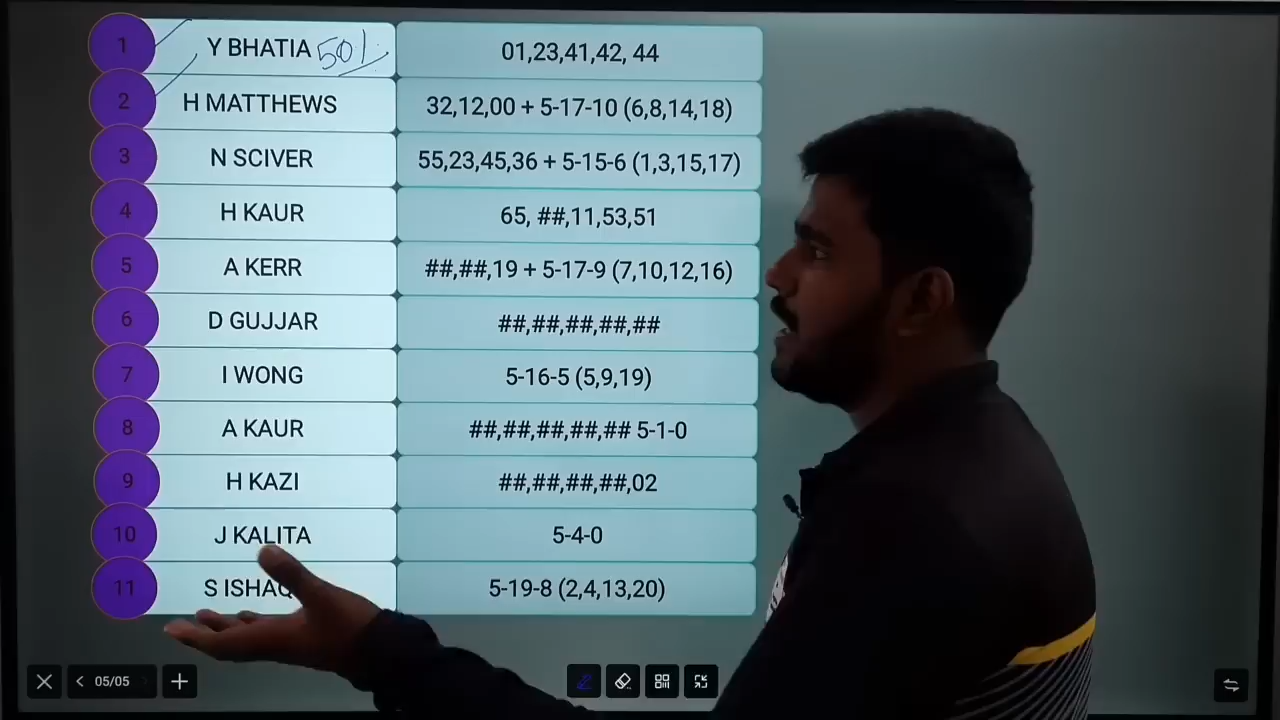 1 Y BHATIA 50% 01,23,41,42, 44
2 H MATTHEWS 32,12,00 + 5-17-10 (6,8,14,18)
3 N SCIVER 55,23,45,36 + 5-15-6 (1,3,15,17)
4 H KAUR 65, ##,11,53,51
5 A KERR ##,##,19 + 5-17-9 (7,10,12,16)
6 D GUJJAR ##,##,##,##,##
7 I WONG 5-16-5 (5,9,19)
8 A KAUR ##,##,##,##,## 5-1-0
9 H KAZI ##,##,##,##,02
10 J KALITA 5-4-0
11 S ISHAQ 5-19-8 (2,4,13,20)
05/05